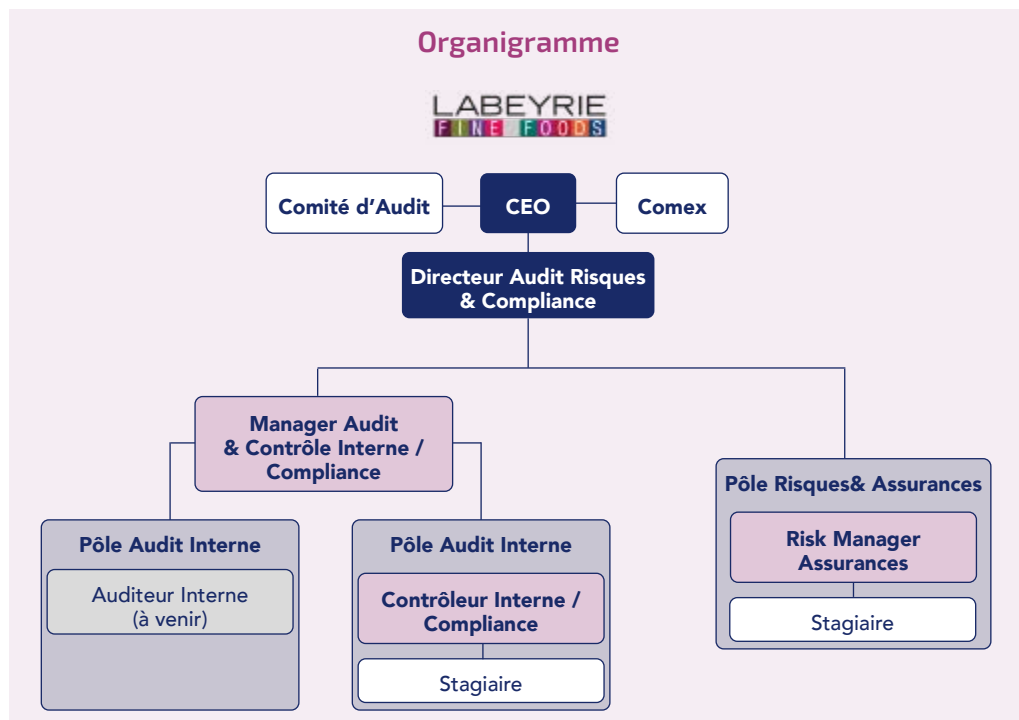 Organigramme
LABEYRIE
FINE FOODS
Comité d'Audit
CEO
Comex
Directeur Audit Risques
& Compliance
Manager Audit
& Contrôle Interne /
Compliance
Pôle Audit Interne
Auditeur Interne
(à venir)
Pôle Audit Interne
Contrôleur Interne /
Compliance
Stagiaire
Pôle Risques& Assurances
Risk Manager
Assurances
Stagiaire